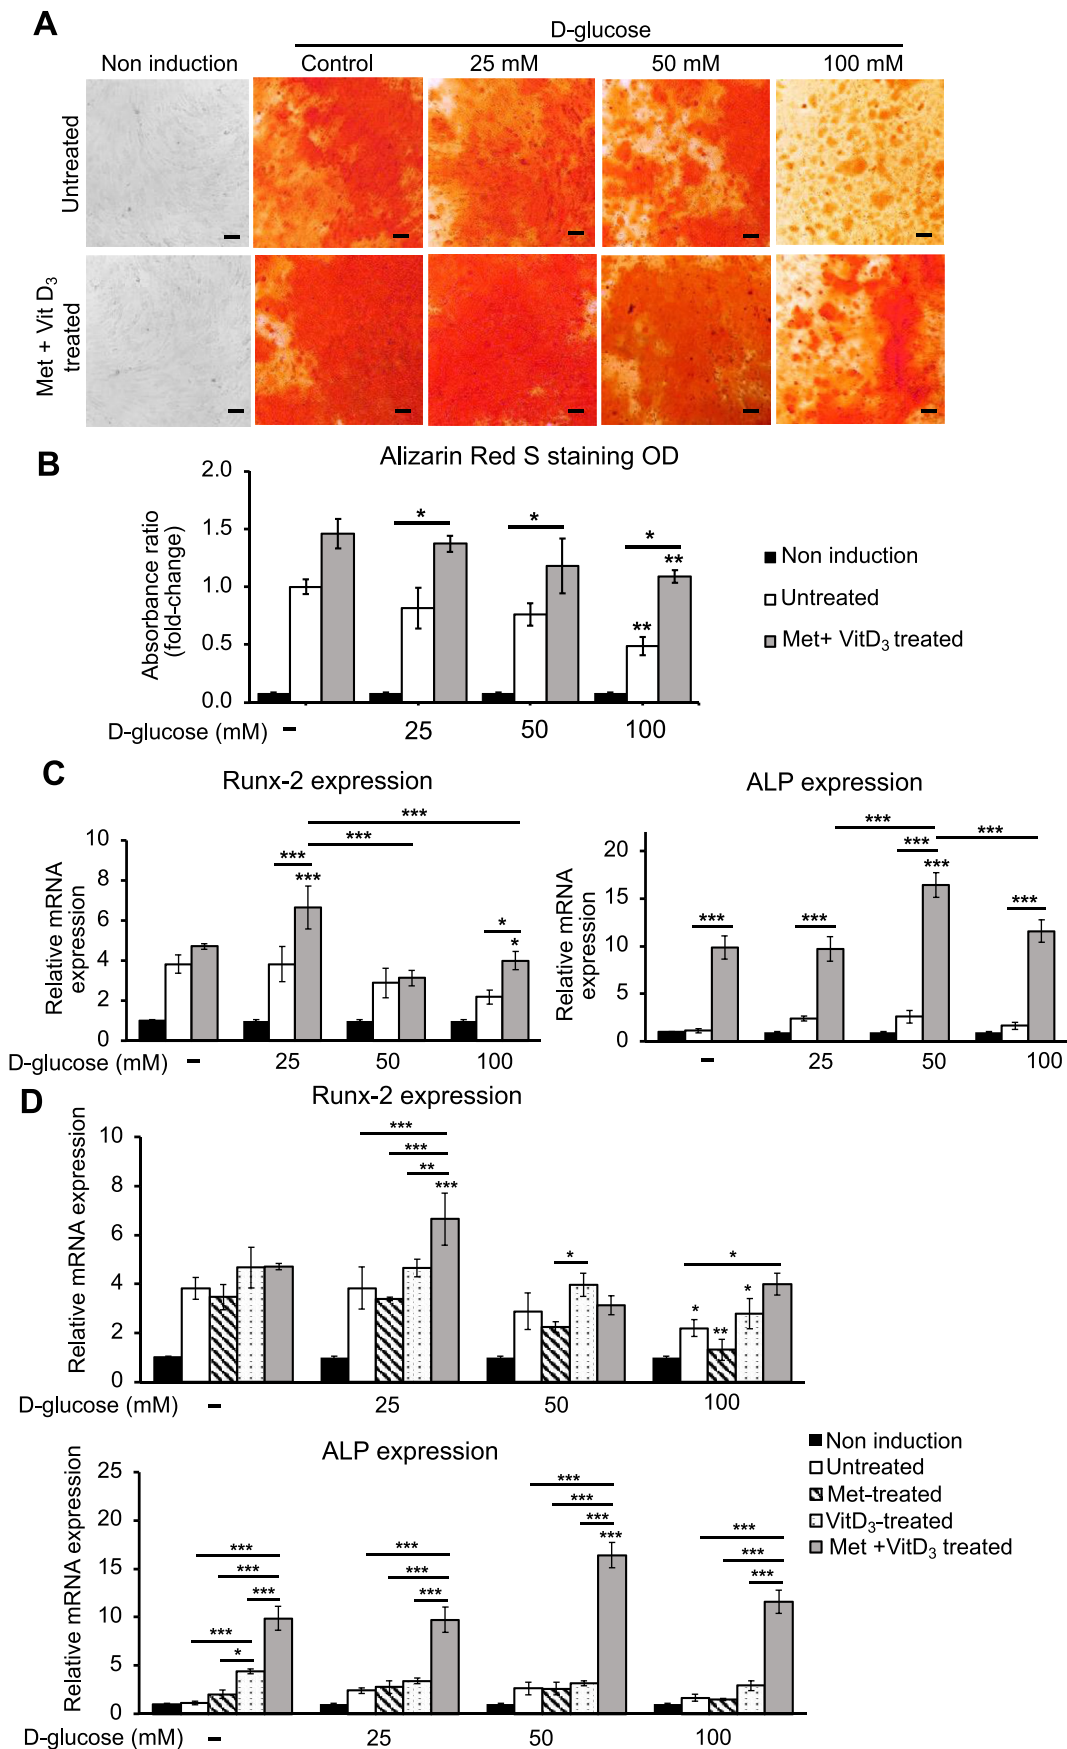 A
D-glucose
Non induction Control 25 mM 50 mM 100 mM
Untreated
Met + Vit D3
treated
B
Alizarin Red S staining OD
Absorbance ratio
(fold-change)
2.0
1.5
1.0
0.5
0.0
* * * ** **
D-glucose (mM) – 25 50 100
Non induction
Untreated
Met+ VitD3 treated
C
Runx-2 expression
Relative mRNA
expression
10
8
6
4
2
0
***
***
*** ***
* *
D-glucose (mM) – 25 50 100
ALP expression
Relative mRNA
expression
20
15
10
5
0
*** ***
*** ***
*** *** ***
– 25 50 100
D
Runx-2 expression
Relative mRNA expression
10
8
6
4
2
0
***
***
**
***
* *
* ** *
D-glucose (mM) – 25 50 100
ALP expression
Relative mRNA expression
25
20
15
10
5
0
*** *** *** ***
*** *** *** ***
*** *** *** ***
***
***
*
D-glucose (mM) – 25 50 100
Non induction
Untreated
Met-treated
VitD3-treated
Met +VitD3 treated